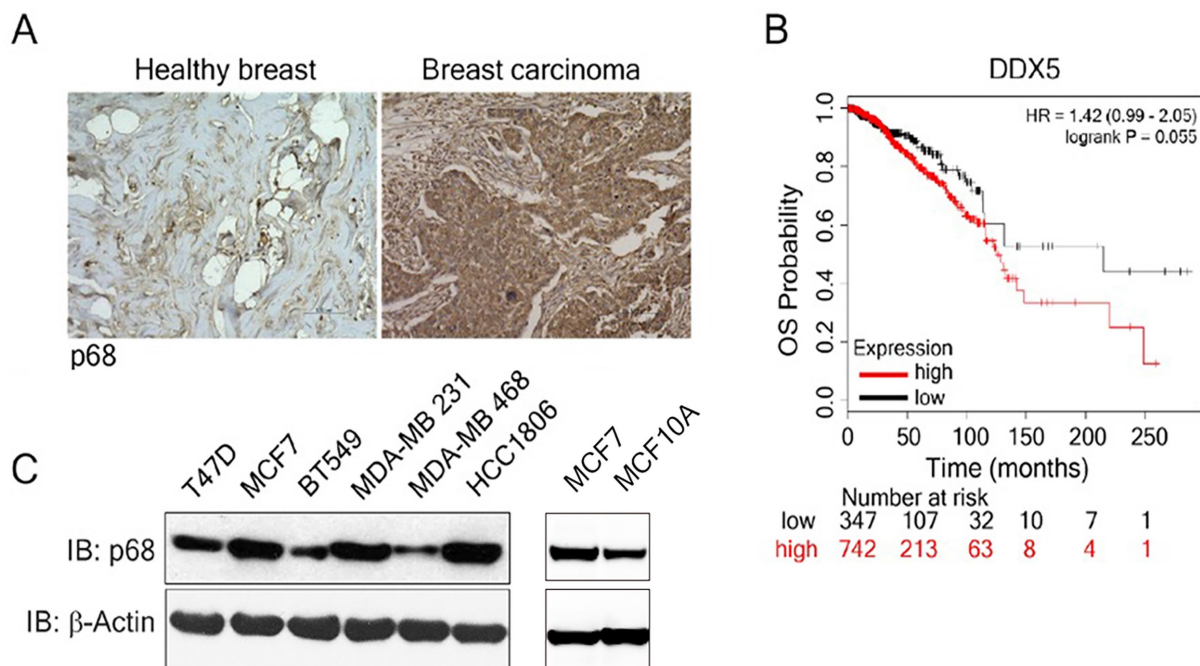 A
Healthy breast
Breast carcinoma
p68
B
DDX5
HR = 1.42 (0.99 - 2.05)
logrank P = 0.055
OS Probability
1.0
0.8
0.6
0.4
0.2
0.0
Expression
high
low
0 50 100 150 200 250
Time (months)
Number at risk
low 347 107 32 10 7 1
high 742 213 63 8 4 1
C
T47D
MCF7
BT549
MDA-MB 231
MDA-MB 468
HCC1806
MCF7
MCF10A
IB: p68
IB: β-Actin